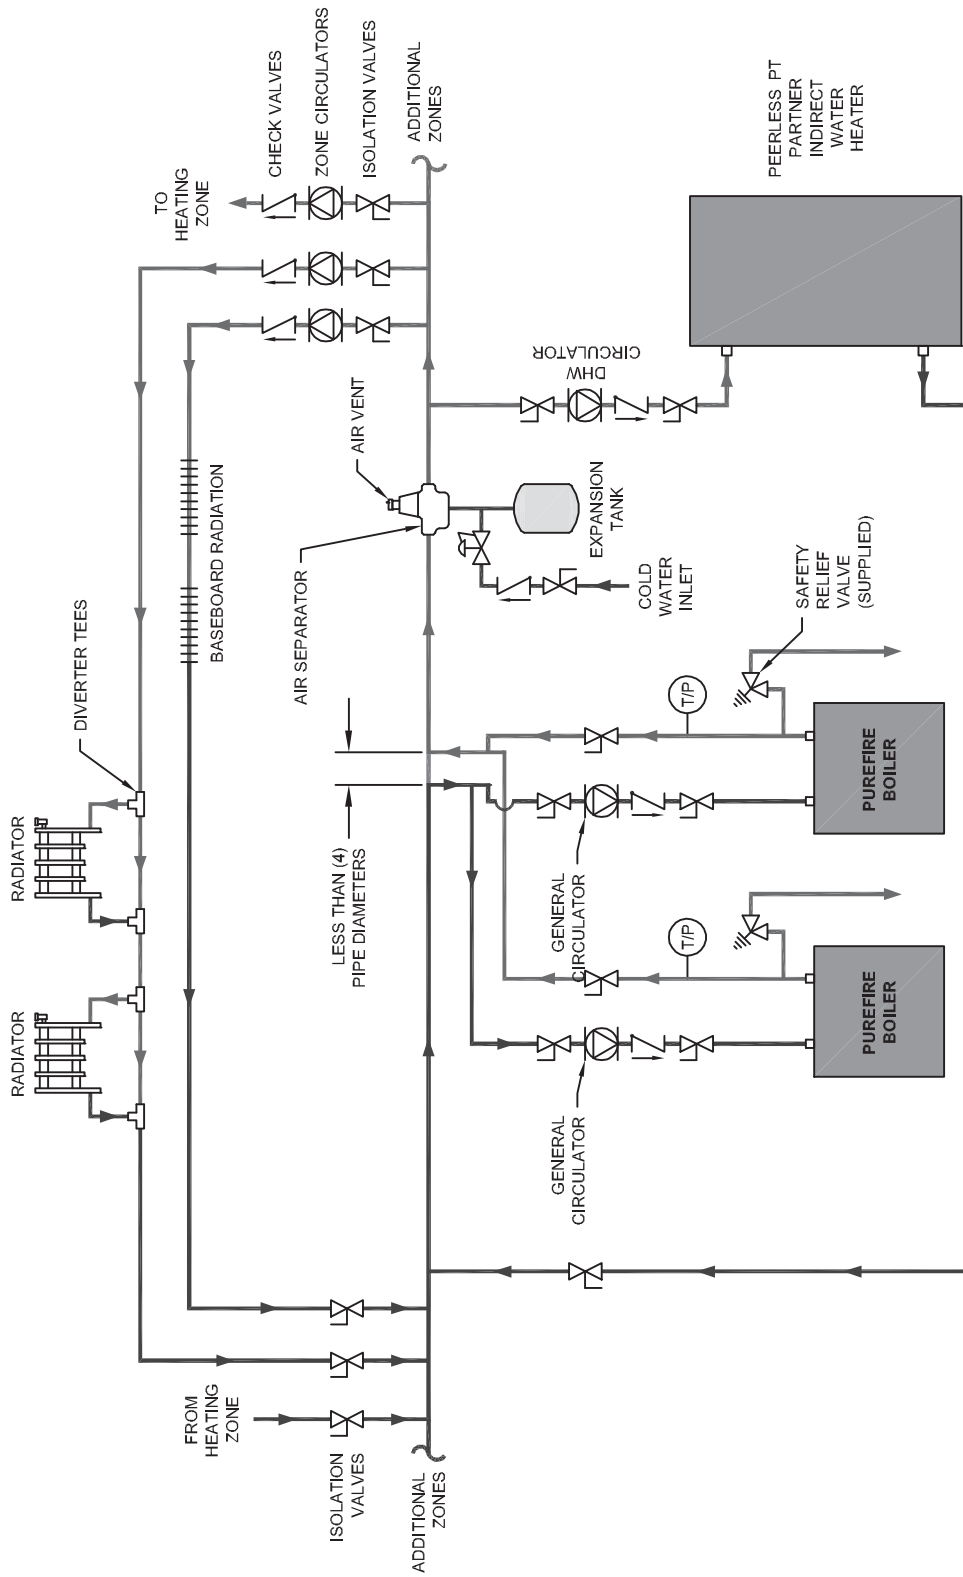 RADIATOR
RADIATOR
DIVERTER TEES
BASEBOARD RADIATION
TO
HEATING
ZONE
CHECK VALVES
ZONE CIRCULATORS
ISOLATION VALVES
ADDITIONAL
ZONES
FROM
HEATING
ZONE
ISOLATION
VALVES
ADDITIONAL
ZONES
LESS THAN (4)
PIPE DIAMETERS
AIR SEPARATOR
AIR VENT
EXPANSION
TANK
COLD
WATER
INLET
DHW
CIRCULATOR
PEERLESS PT
PARTNER
INDIRECT
WATER
HEATER
GENERAL
CIRCULATOR
GENERAL
CIRCULATOR
T/P
T/P
SAFETY
RELIEF
VALVE
(SUPPLIED)
PUREFIRE
BOILER
PUREFIRE
BOILER